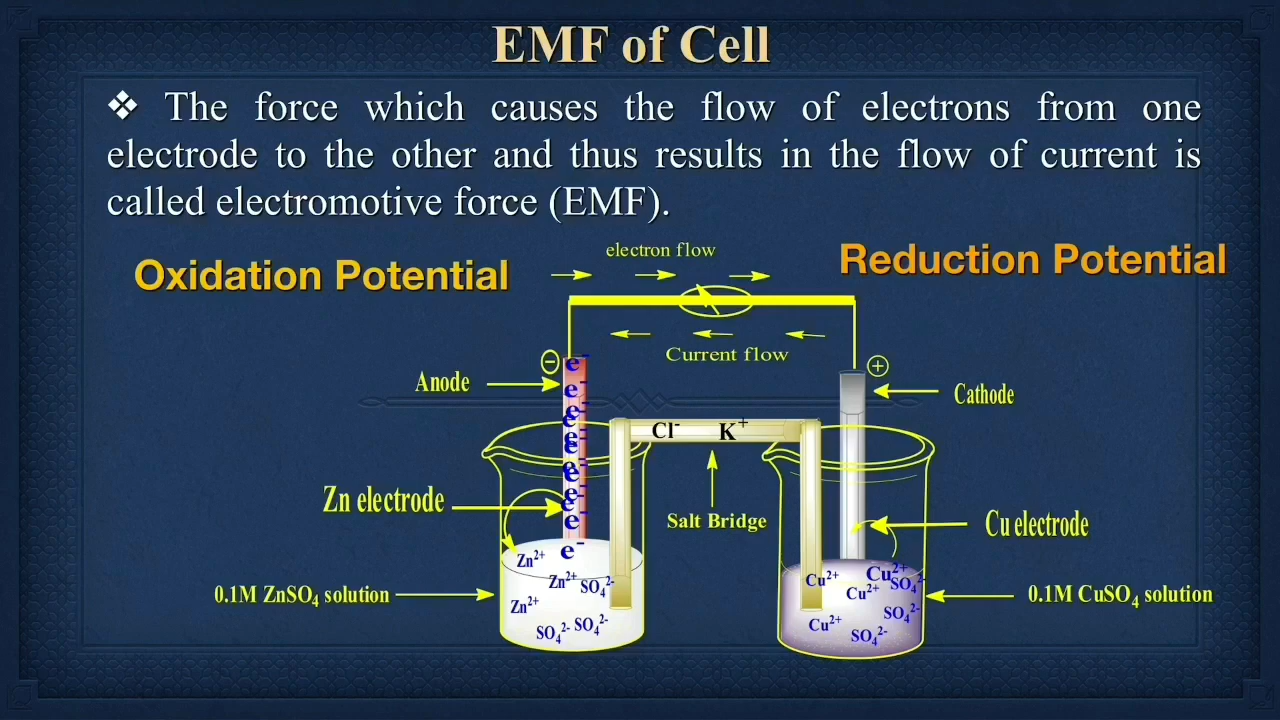 EMF of Cell
❖ The force which causes the flow of electrons from one
electrode to the other and thus results in the flow of current is
called electromotive force (EMF).
electron flow
Reduction Potential
Oxidation Potential
Current flow
⊖
⊕
Anode
Cathode
e⁻
e⁻
e⁻
e
e
e
e
e
e
e
e
e⁻
Cl⁻ K⁺
Zn electrode
Salt Bridge
Cu electrode
Zn²⁺
Zn²⁺ SO₄²⁻
Zn²⁺
SO₄²⁻ SO₄²⁻
Cu²⁺ Cu²⁺
Cu²⁺ SO₄²⁻
SO₄²⁻
Cu²⁺
SO₄²⁻
0.1M ZnSO₄ solution
0.1M CuSO₄ solution